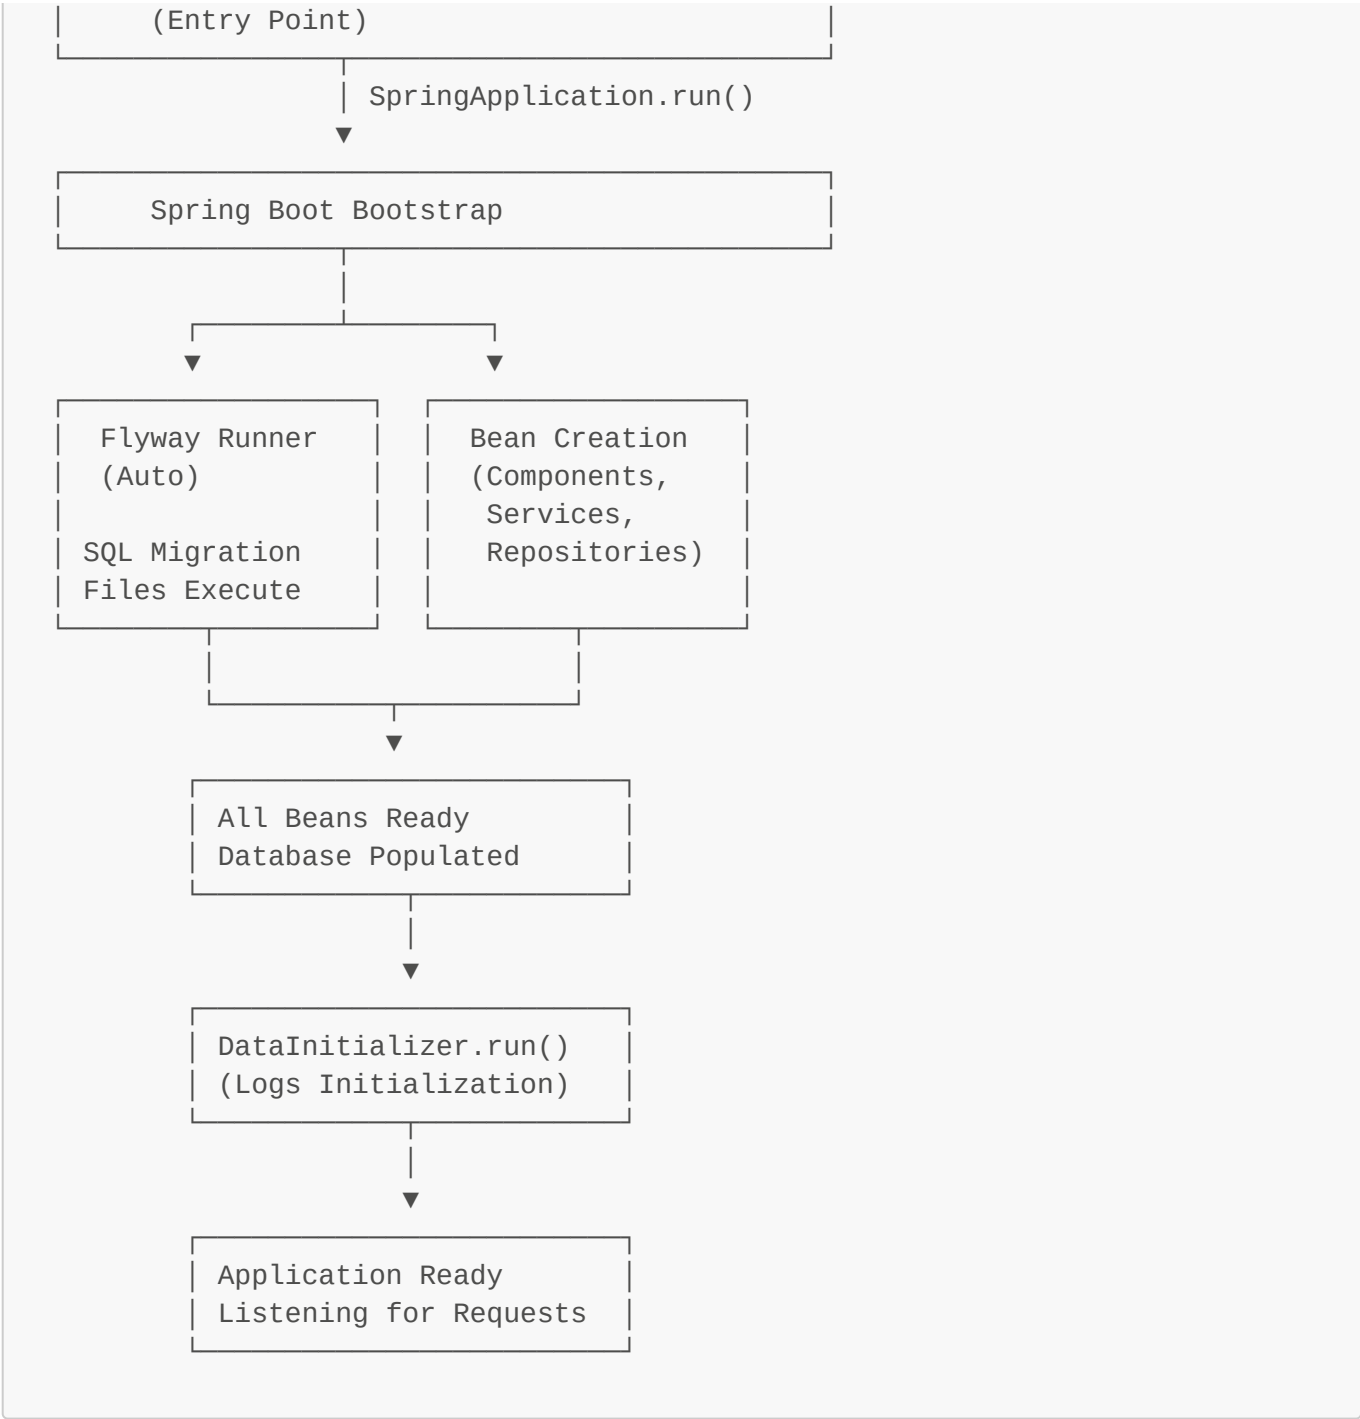 (Entry Point)
SpringApplication.run()
Spring Boot Bootstrap
Flyway Runner
(Auto)
SQL Migration
Files Execute
Bean Creation
(Components,
Services,
Repositories)
All Beans Ready
Database Populated
DataInitializer.run()
(Logs Initialization)
Application Ready
Listening for Requests